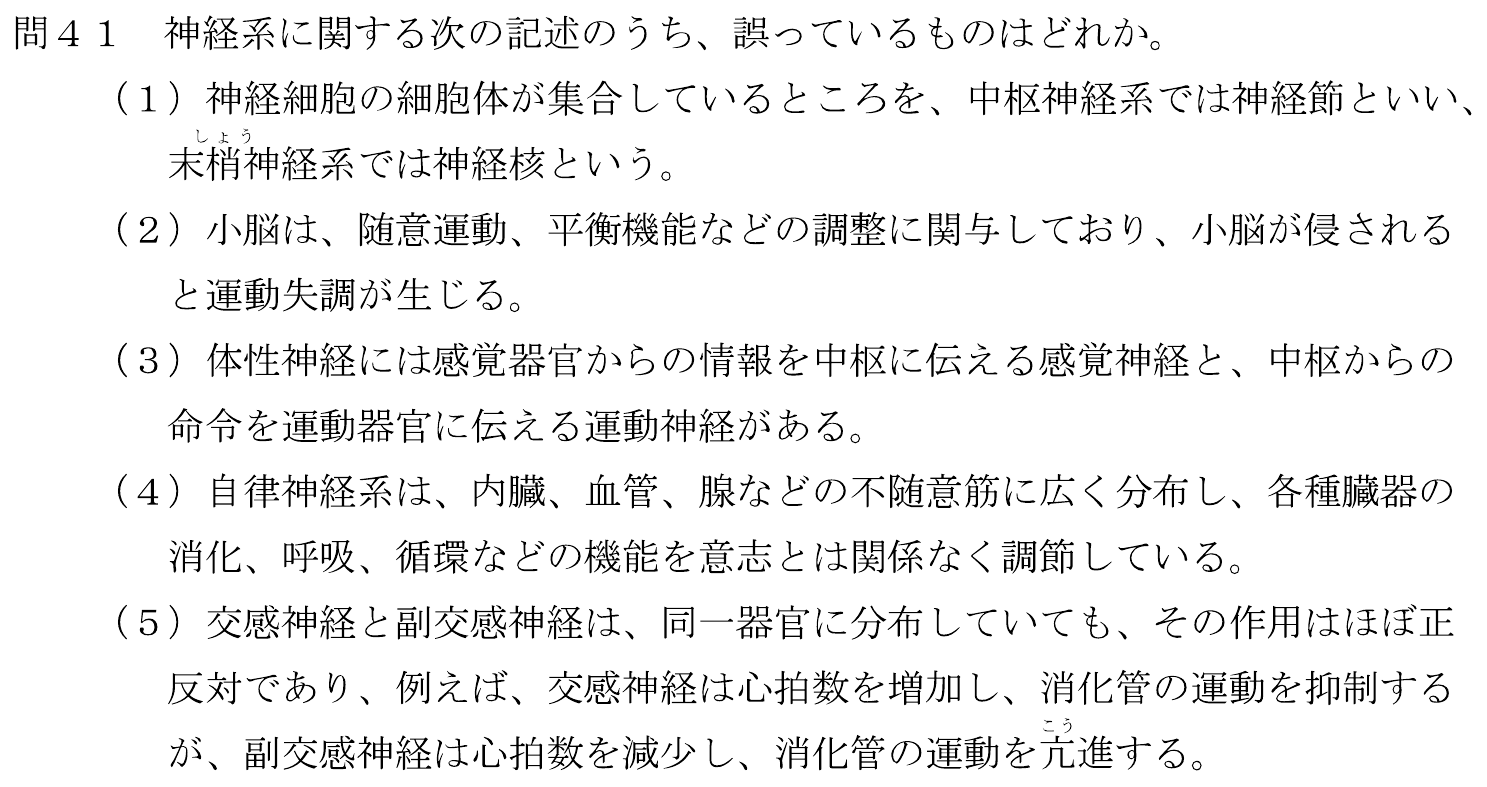 問４１　神経系に関する次の記述のうち、誤っているものはどれか。
（１）神経細胞の細胞体が集合しているところを、中枢神経系では神経節といい、
しょう
末梢神経系では神経核という。
（２）小脳は、随意運動、平衡機能などの調整に関与しており、小脳が侵される
と運動失調が生じる。
（３）体性神経には感覚器官からの情報を中枢に伝える感覚神経と、中枢からの
命令を運動器官に伝える運動神経がある。
（４）自律神経系は、内臓、血管、腺などの不随意筋に広く分布し、各種臓器の
消化、呼吸、循環などの機能を意志とは関係なく調節している。
（５）交感神経と副交感神経は、同一器官に分布していても、その作用はほぼ正
反対であり、例えば、交感神経は心拍数を増加し、消化管の運動を抑制する
こう
が、副交感神経は心拍数を減少し、消化管の運動を亢進する。